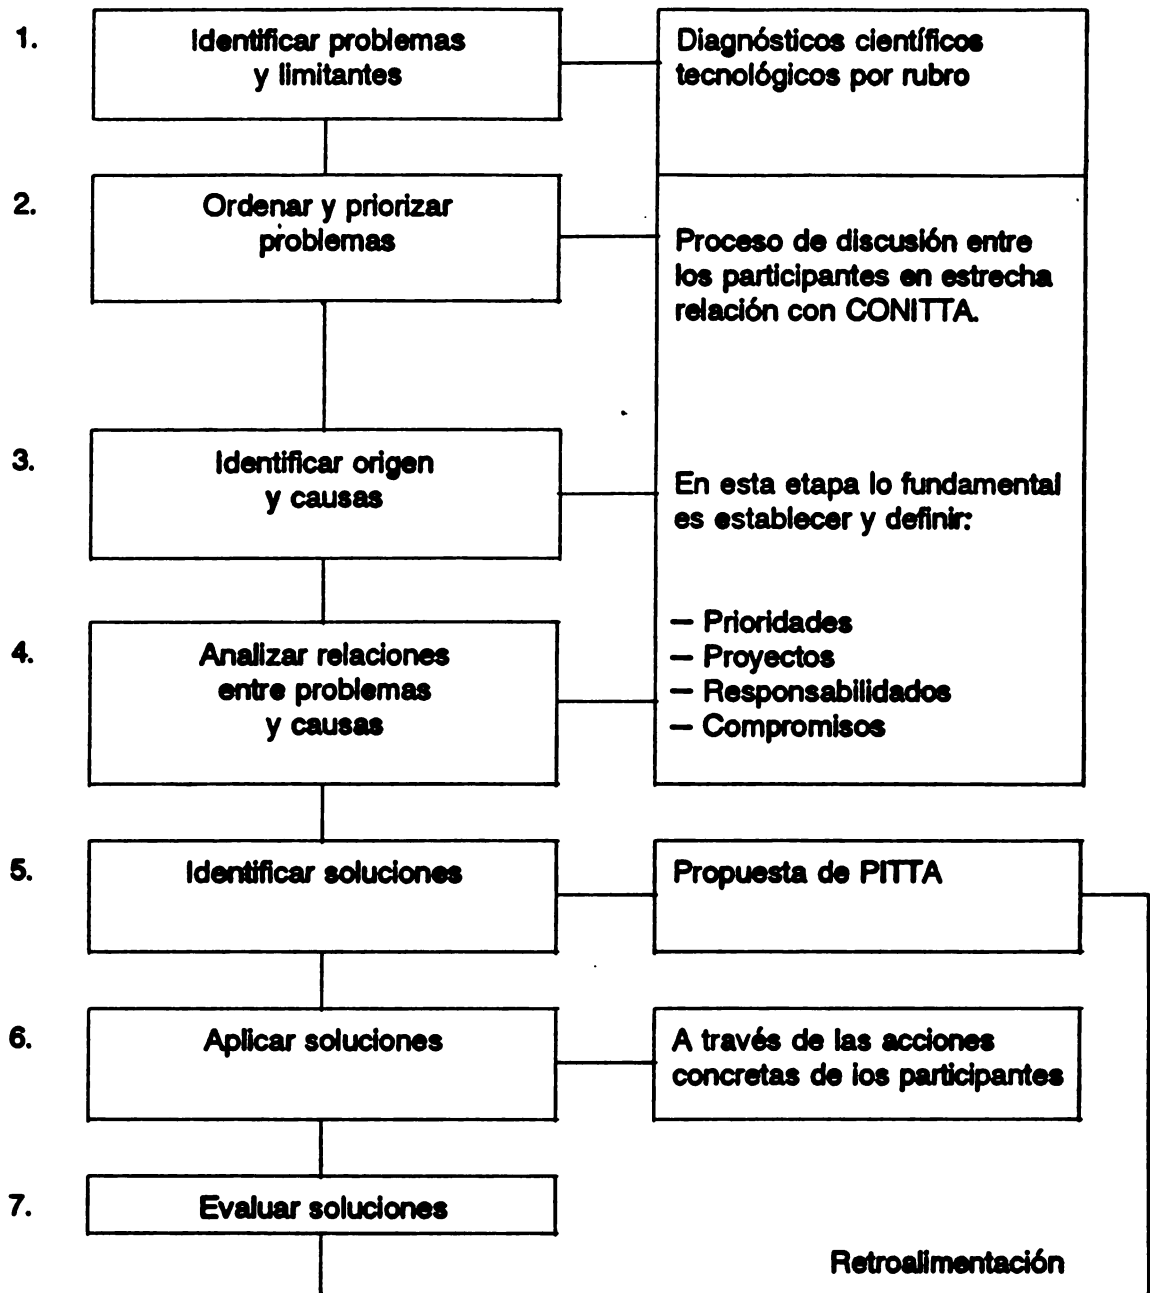 1.
Identificar problemas
y limitantes
Diagnósticos científicos
tecnológicos por rubro
2.
Ordenar y priorizar
problemas
Proceso de discusión entre
los participantes en estrecha
relación con CONITTA.
3.
Identificar origen
y causas
En esta etapa lo fundamental
es establecer y definir:
4.
Analizar relaciones
entre problemas
y causas
— Prioridades
— Proyectos
— Responsabilidados
— Compromisos
5.
Identificar soluciones
Propuesta de PITTA
6.
Aplicar soluciones
A través de las acciones
concretas de los participantes
7.
Evaluar soluciones
Retroalimentación